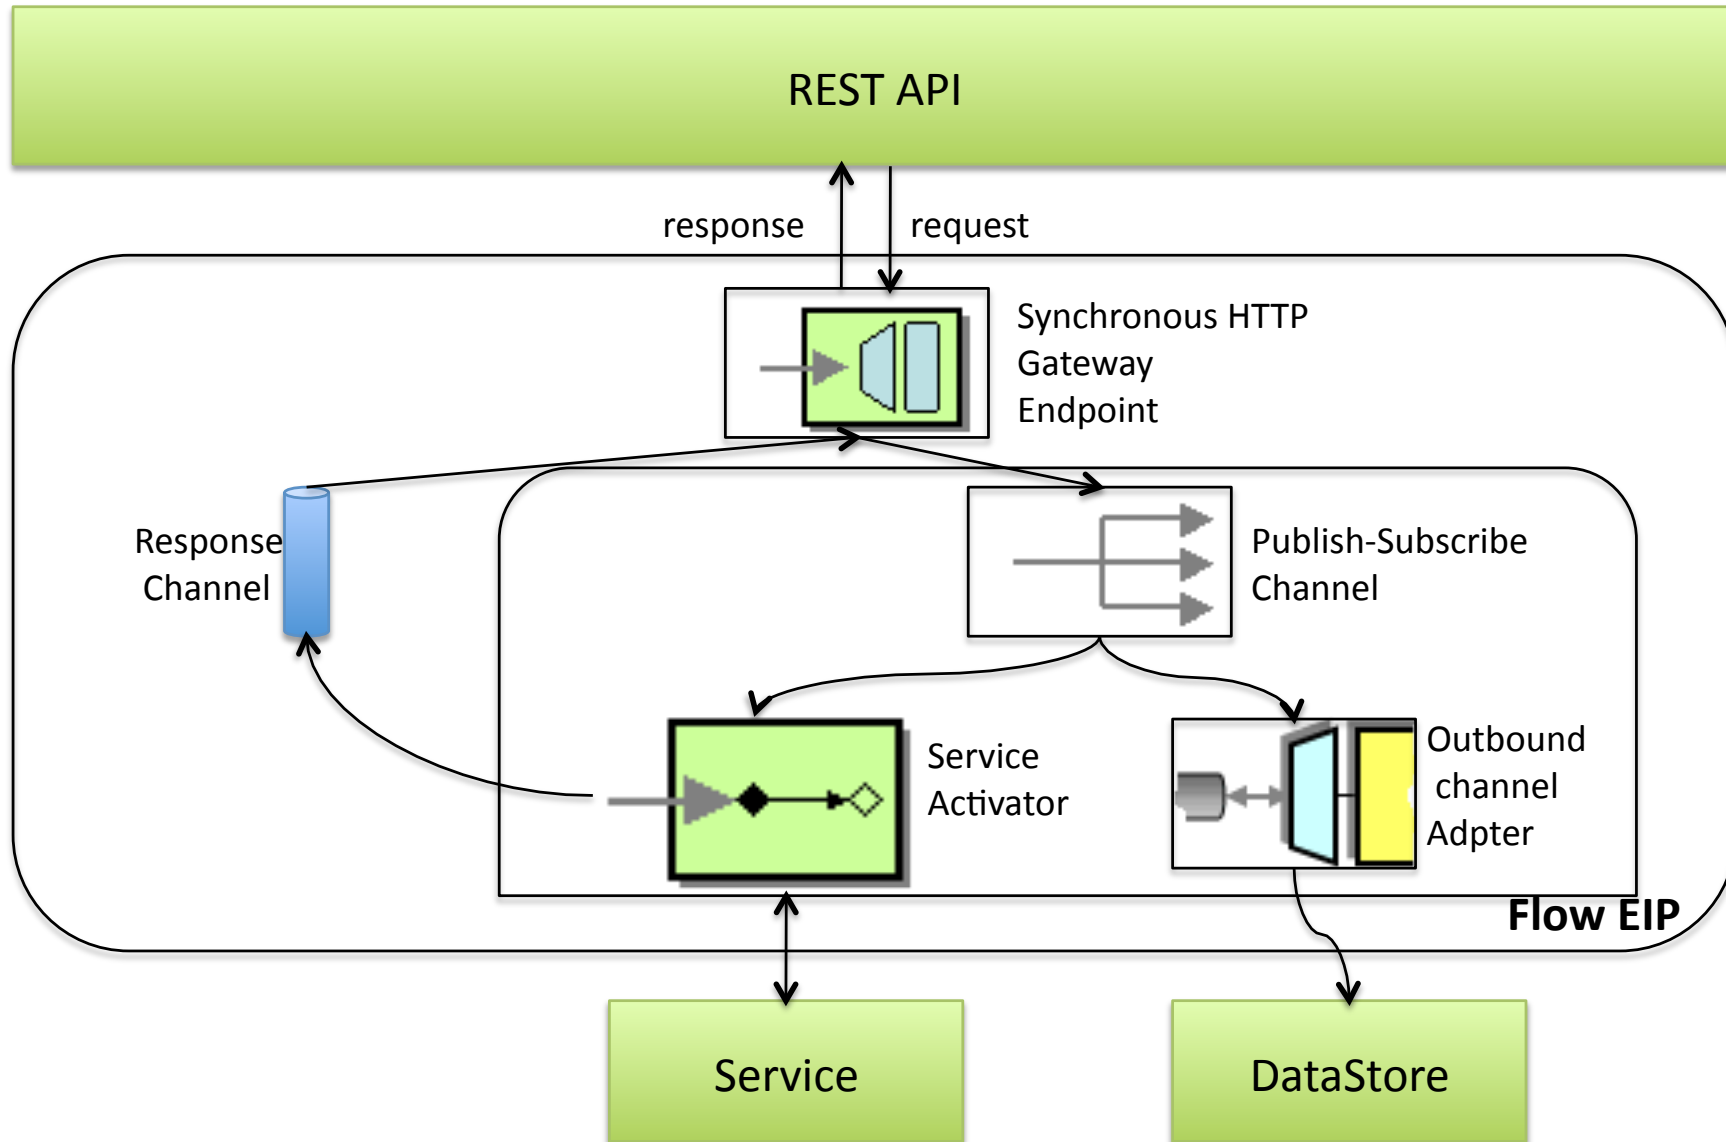 REST API
response
request
Synchronous HTTP
Gateway
Endpoint
Response
Channel
Publish-Subscribe
Channel
Service
Activator
Outbound
channel
Adpter
Flow EIP
Service
DataStore